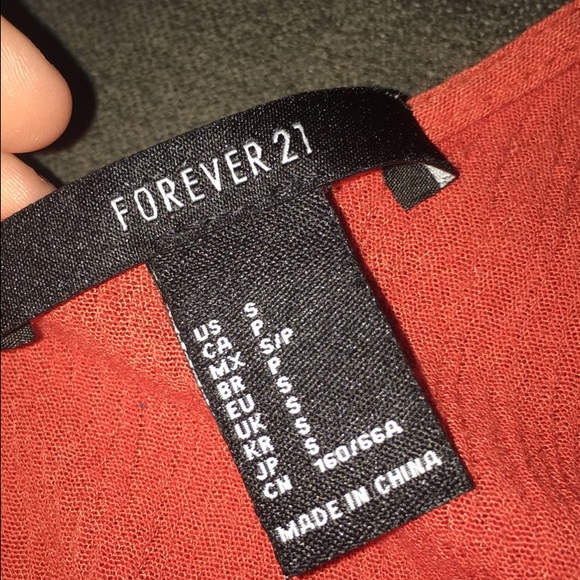 FOREVER 21
US S
CA P
MX S/P
BR P
EU S
UK S
KR S
JP S
CN 160/66A
MADE IN CHINA